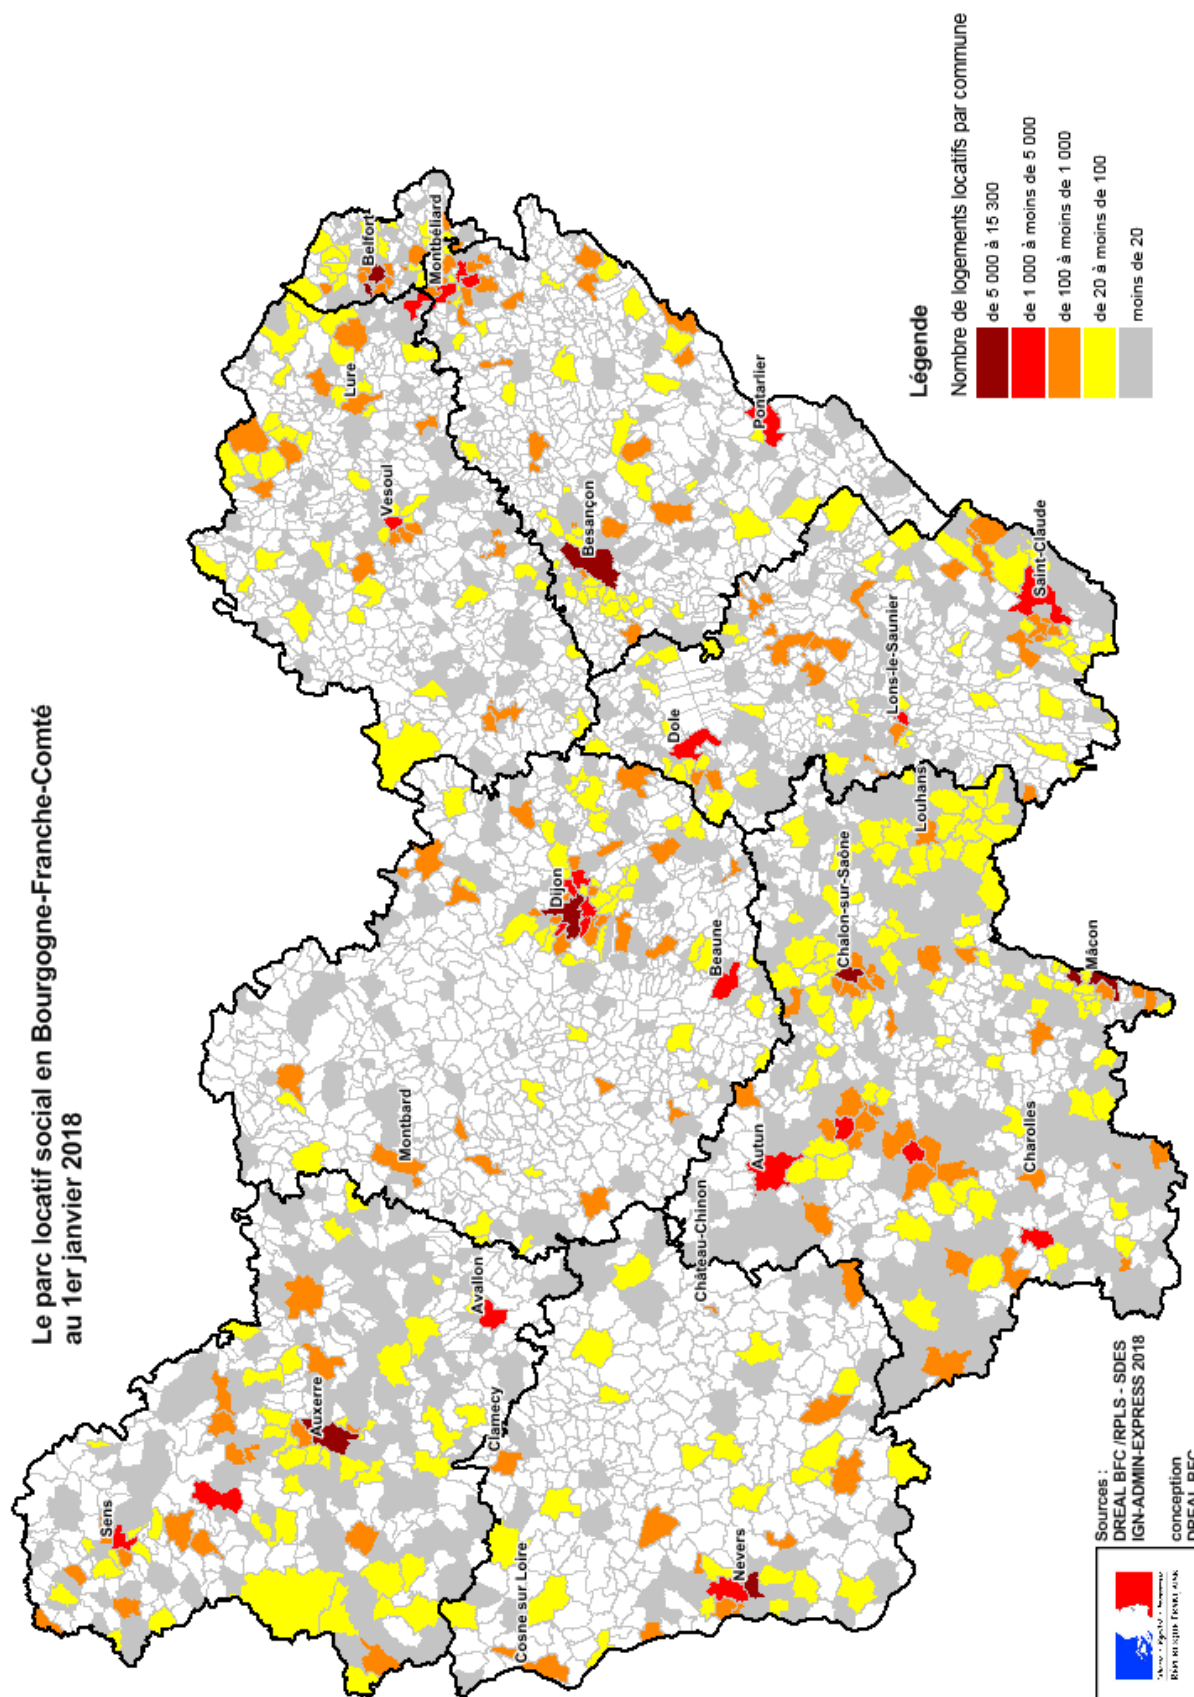 Le parc locatif social en Bourgogne-Franche-Comté
au 1er janvier 2018
Sens
Auxerre
Avallon
Clamecy
Cosne sur Loire
Nevers
Château-Chinon
Montbard
Dijon
Beaune
Autun
Chalon-sur-Saône
Louhans
Charolles
Mâcon
Vesoul
Lure
Belfort
Montbéliard
Besançon
Pontarlier
Dole
Lons-le-Saunier
Saint-Claude
Légende
Nombre de logements locatifs par commune
de 5 000 à 15 300
de 1 000 à moins de 5 000
de 100 à moins de 1 000
de 20 à moins de 100
moins de 20
Sources :
DREAL BFC /RPLS - SDES
IGN-ADMIN-EXPRESS 2018
conception
DREAL BFC